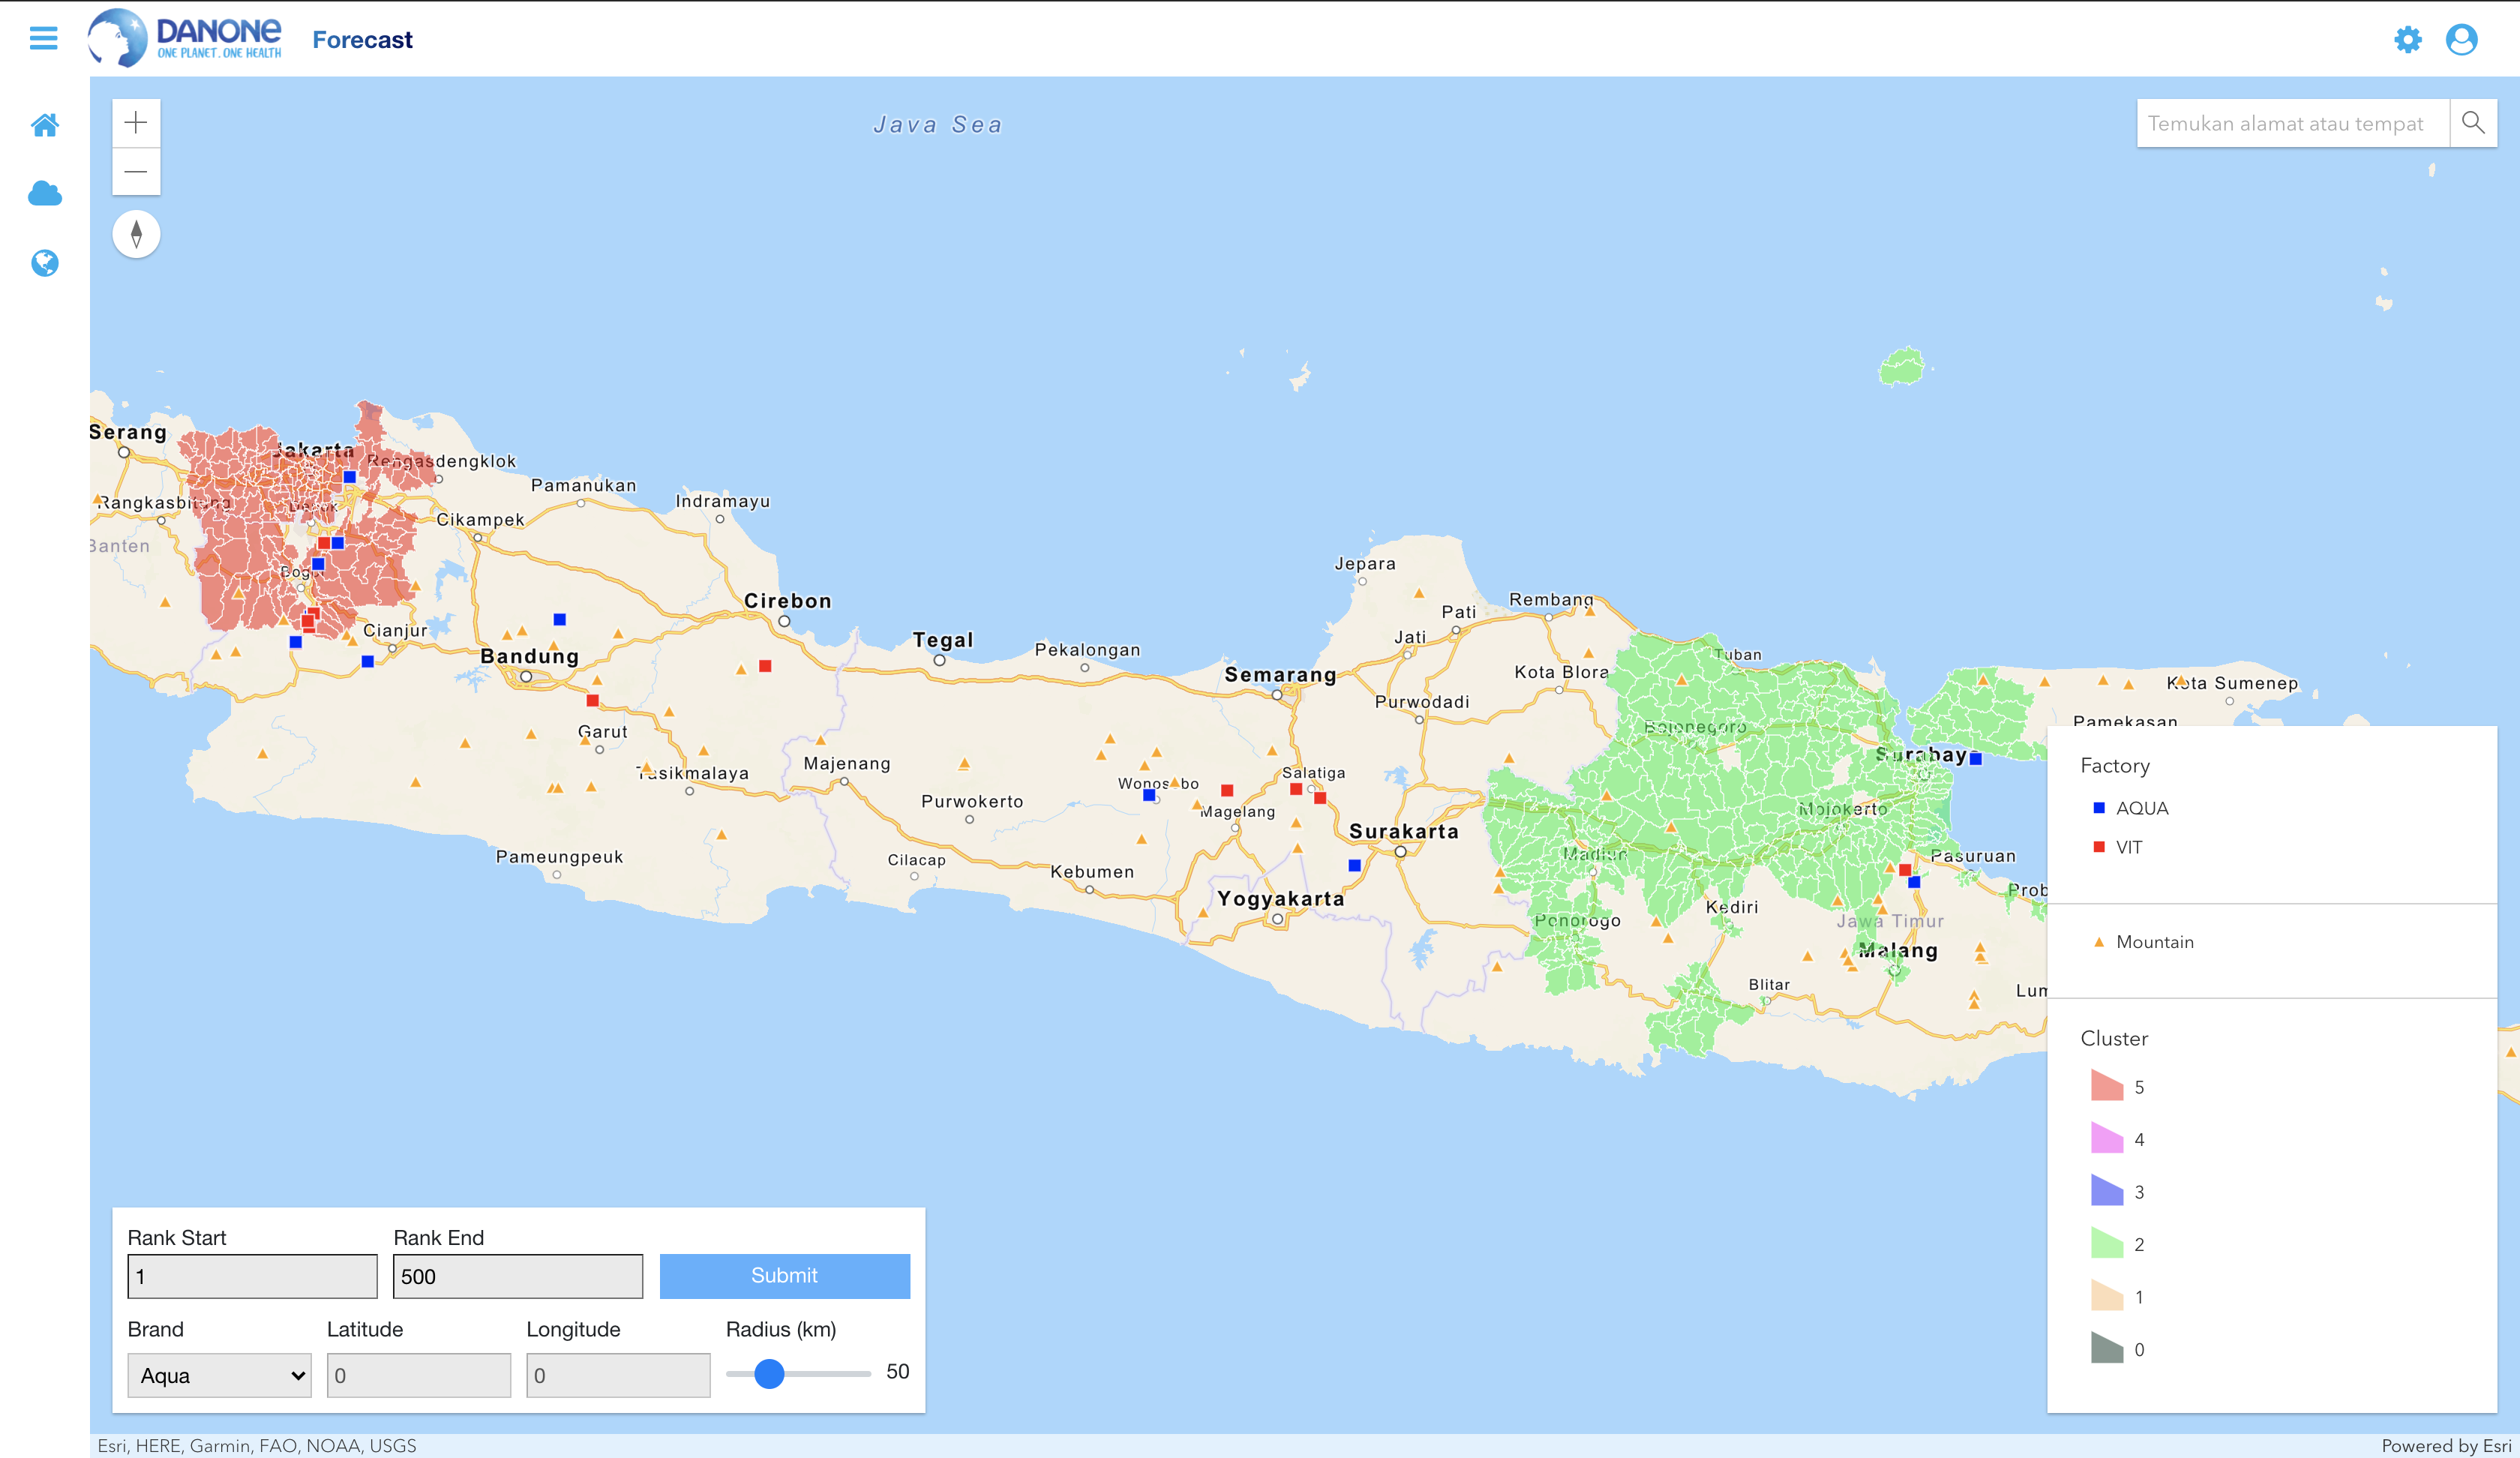 DANONE
ONE PLANET. ONE HEALTH
Forecast
Java Sea
Temukan alamat atau tempat
Serang
Jakarta
Rengasdengklok
Rangkasbitung
Depok
Pamanukan
Indramayu
Cikampek
Banten
Bogor
Jepara
Cirebon
Rembang
Pati
Cianjur
Jati
Tegal
Pekalongan
Bandung
Tuban
Kota Blora
Semarang
Kota Sumenep
Purwodadi
Pamekasan
Bojonegoro
Garut
Surabaya
Majenang
Tasikmalaya
Salatiga
Wonosobo
Purwokerto
Magelang
Mojokerto
Surakarta
Pameungpeuk
Cilacap
Madiun
Pasuruan
Kebumen
Prob
Yogyakarta
Kediri
Ponorogo
Jawa Timur
Malang
Blitar
Lum
Factory
AQUA
VIT
Mountain
Cluster
5
4
3
2
1
0
Rank Start
Rank End
1
500
Submit
Brand
Latitude
Longitude
Radius (km)
Aqua
0
0
50
Esri, HERE, Garmin, FAO, NOAA, USGS
Powered by Esri